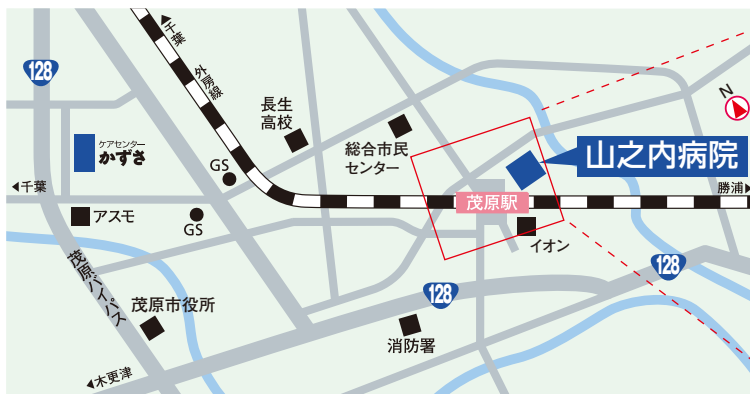 千葉
外房線
128
長生
高校
総合市民
センター
N
山之内病院
ケアセンター
かずさ
GS
千葉
勝浦
茂原駅
アスモ
GS
イオン
茂原バイパス
128
128
茂原市役所
消防署
木更津